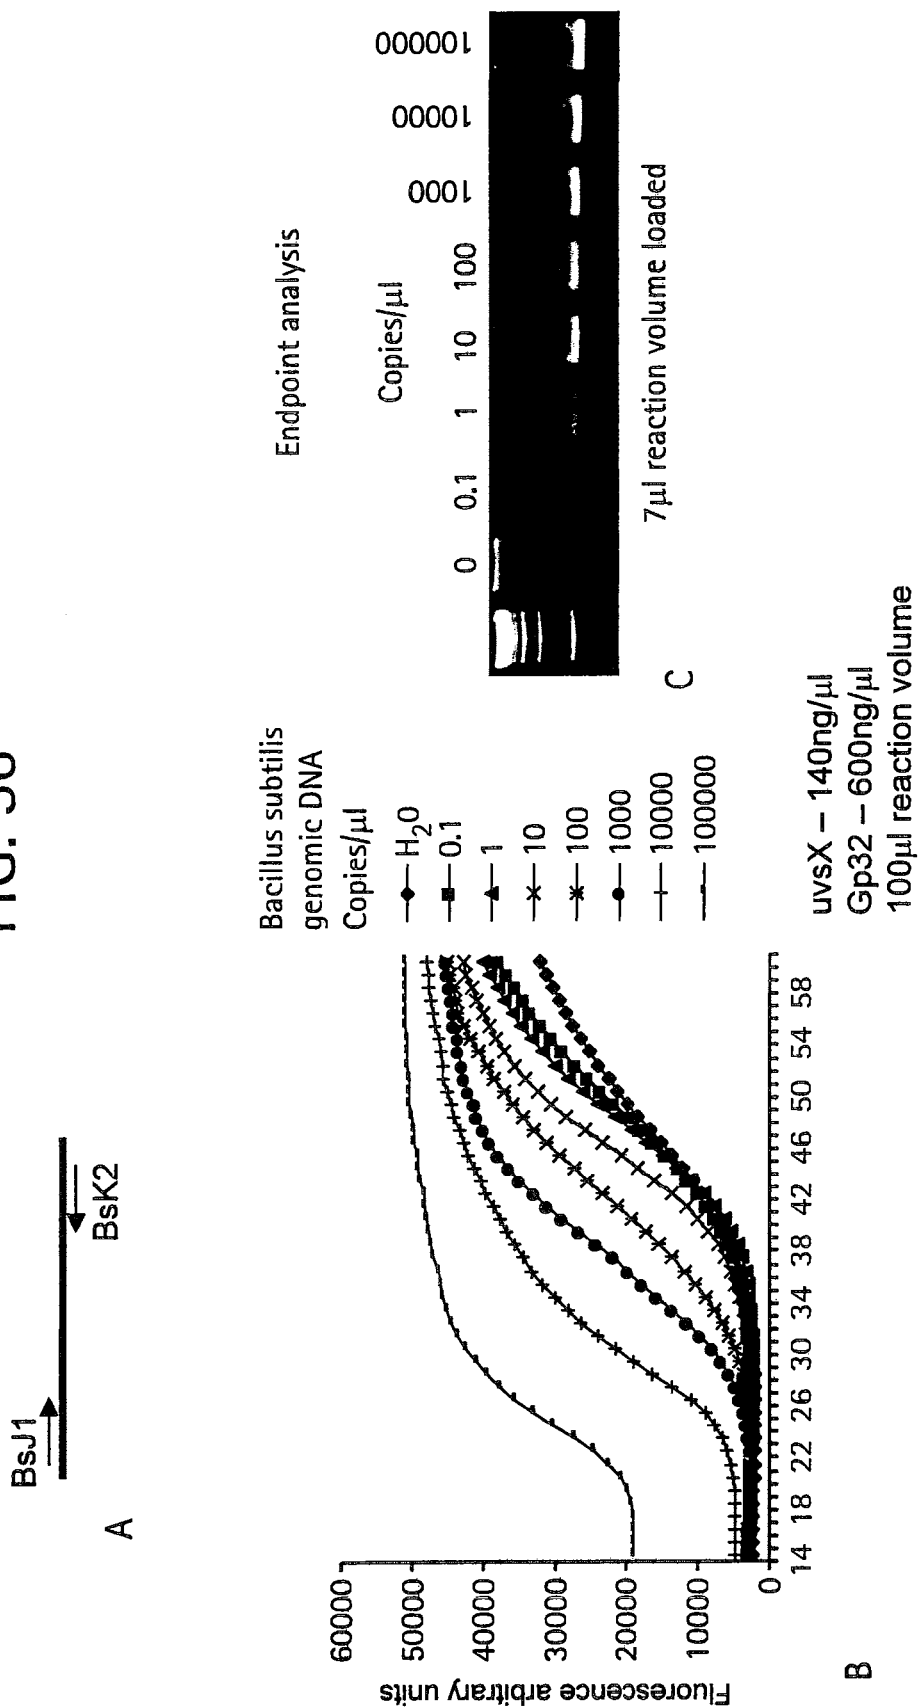 FIG.
A
BsJ1
BsK2
B
Fluorescence arbitrary units
60000
50000
40000
30000
20000
10000
0
14 18 22 26 30 34 38 42 46 50 54 58
Bacillus subtilis
genomic DNA
Copies/µl
H2O
0.1
1
10
100
1000
10000
100000
uvsX – 140ng/µl
Gp32 – 600ng/µl
100µl reaction volume
C
Endpoint analysis
Copies/µl
0 0.1 1 10 100 1000 10000 100000
7µl reaction volume loaded